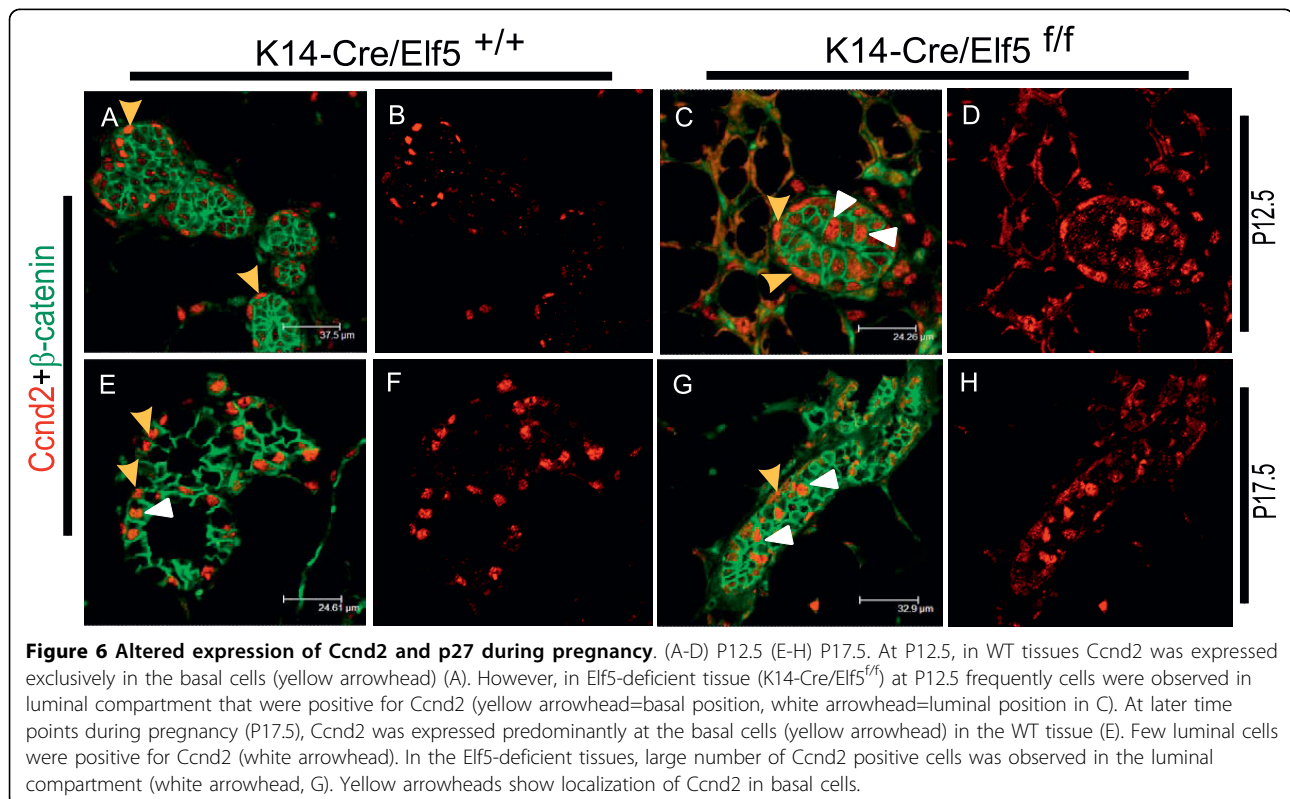 K14-Cre/Elf5 +/+
K14-Cre/Elf5 f/f
Ccnd2+β-catenin
A
37.5 µm
B
C
24.26 µm
D
P12.5
E
24.61 µm
F
G
32.9 µm
H
P17.5
Figure 6 Altered expression of Ccnd2 and p27 during pregnancy. (A-D) P12.5 (E-H) P17.5. At P12.5, in WT tissues Ccnd2 was expressed
exclusively in the basal cells (yellow arrowhead) (A). However, in Elf5-deficient tissue (K14-Cre/Elf5f/f) at P12.5 frequently cells were observed in
luminal compartment that were positive for Ccnd2 (yellow arrowhead=basal position, white arrowhead=luminal position in C). At later time
points during pregnancy (P17.5), Ccnd2 was expressed predominantly at the basal cells (yellow arrowhead) in the WT tissue (E). Few luminal cells
were positive for Ccnd2 (white arrowhead). In the Elf5-deficient tissues, large number of Ccnd2 positive cells was observed in the luminal
compartment (white arrowhead, G). Yellow arrowheads show localization of Ccnd2 in basal cells.